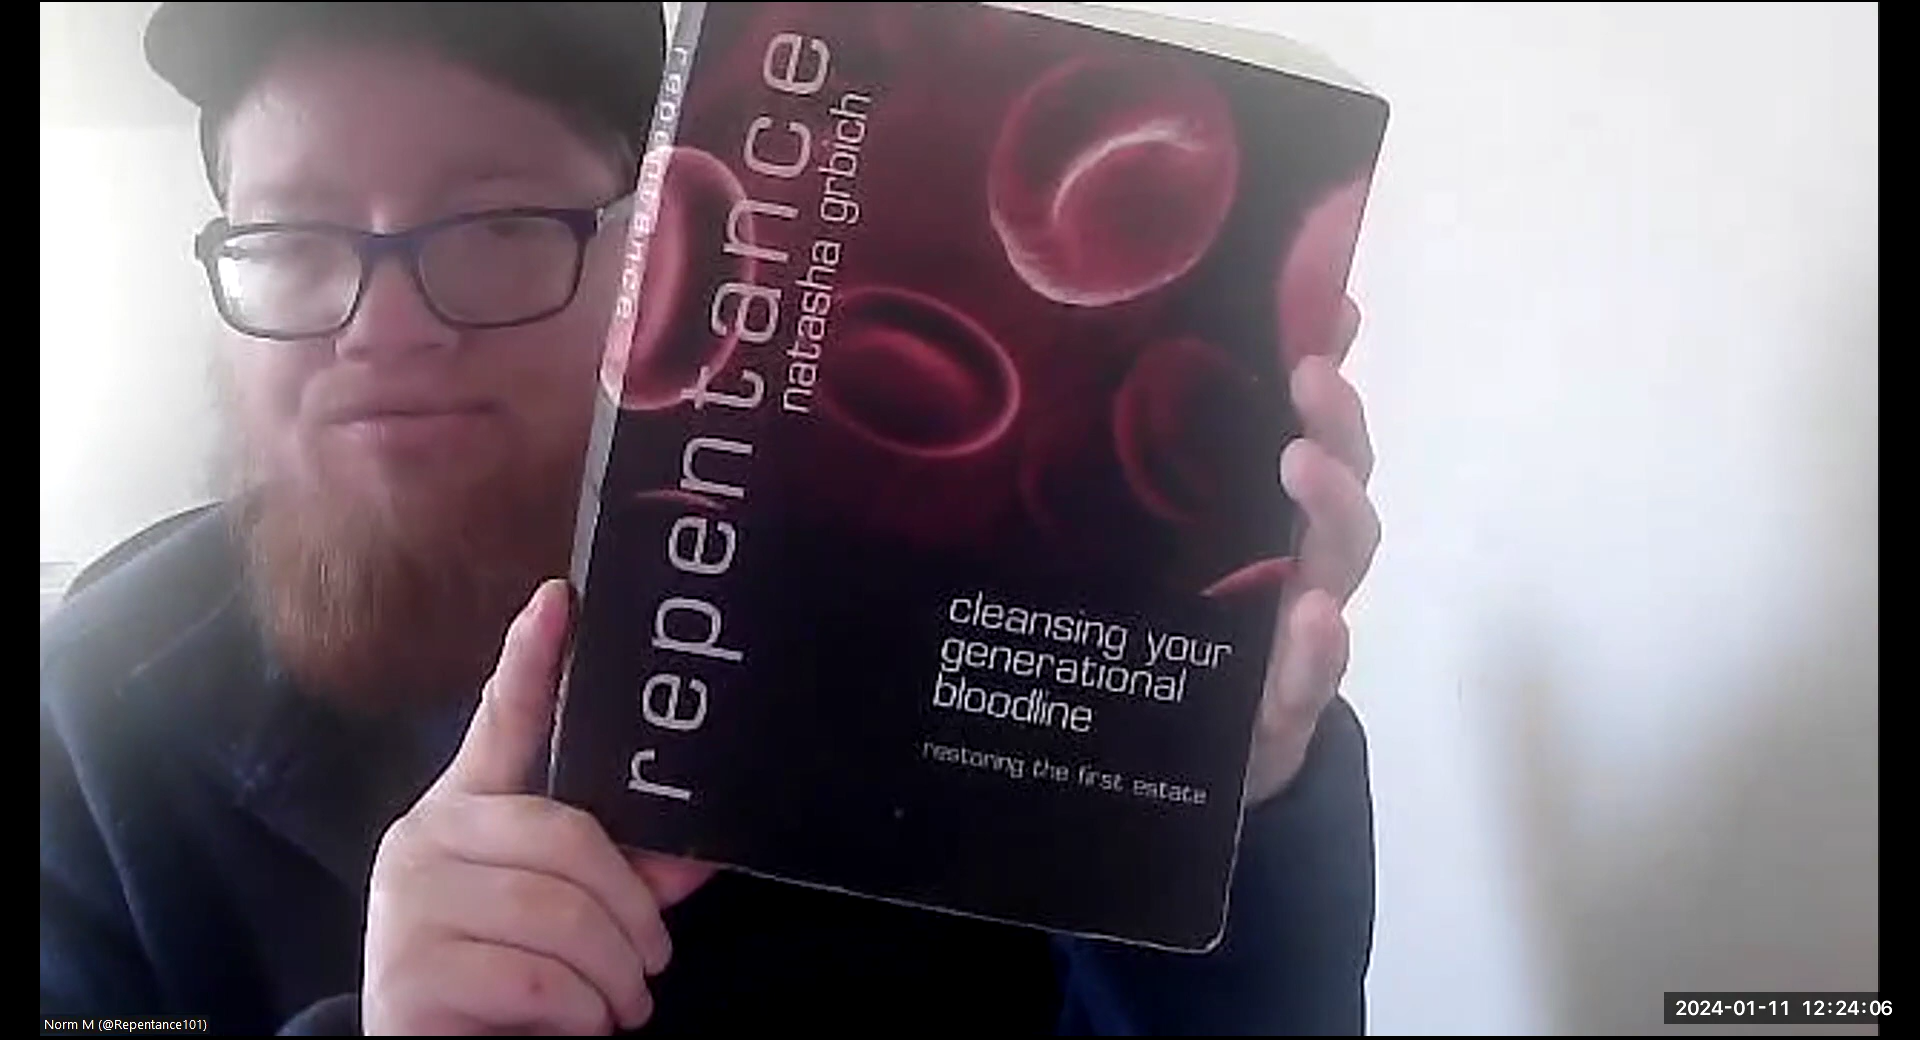 repentance
repentance
natasha grbich
cleansing your
generational
bloodline
restoring the first estate
Norm M (@Repentance101)
2024-01-11 12:24:06